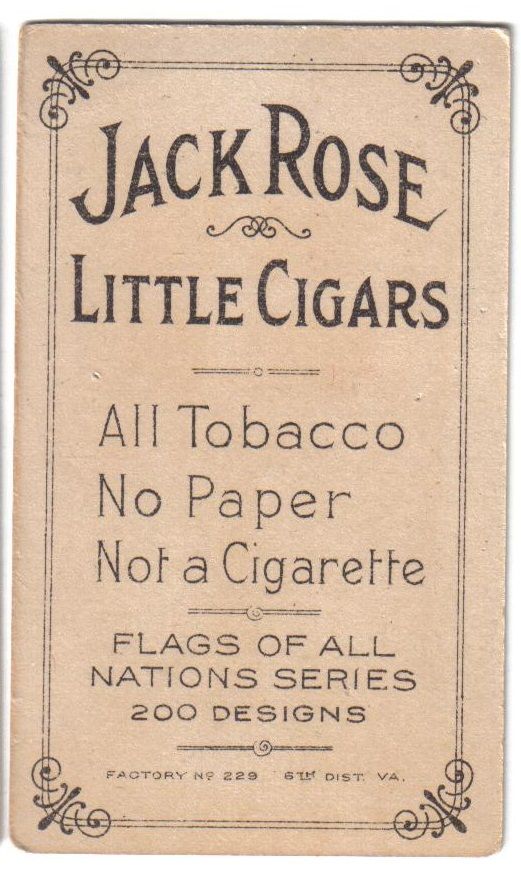 JACK ROSE
LITTLE CIGARS
All Tobacco
No Paper
Not a Cigarette
FLAGS OF ALL
NATIONS SERIES
200 DESIGNS
FACTORY Nº 229 6TH DIST. VA.